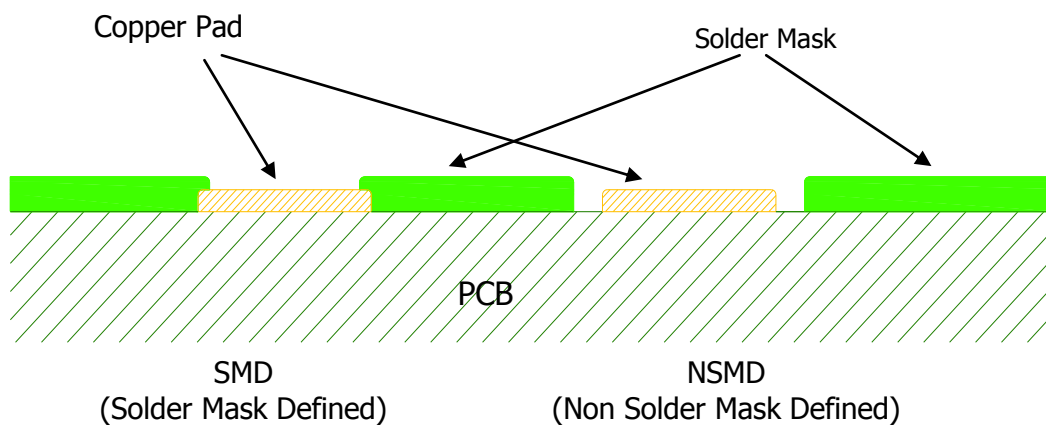 Copper Pad
Solder Mask
PCB
SMD
(Solder Mask Defined)
NSMD
(Non Solder Mask Defined)